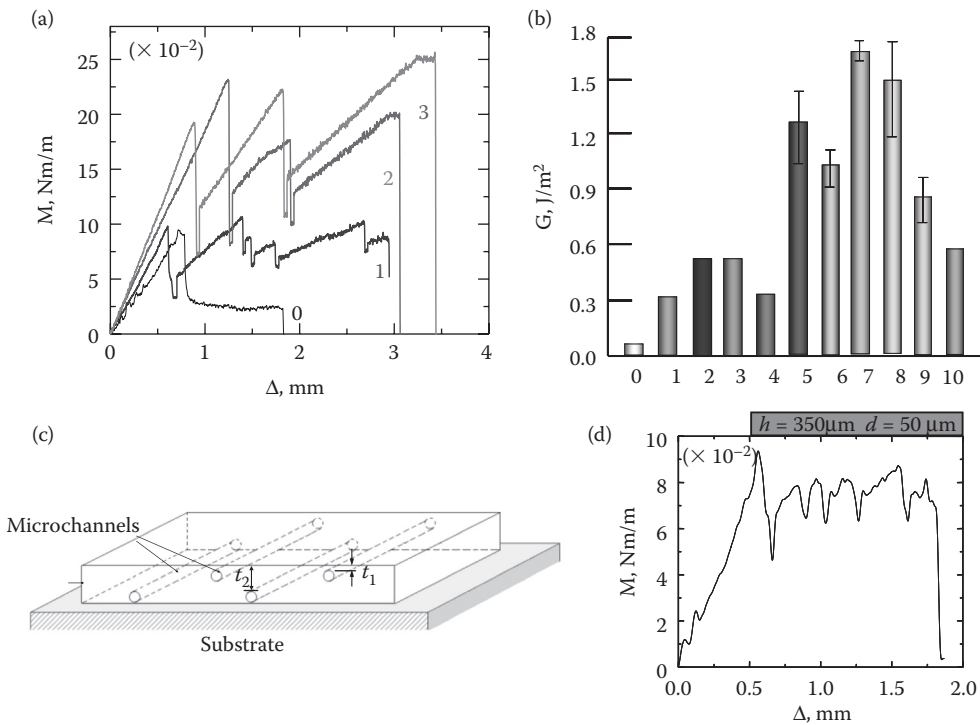 (a)
(× 10⁻²)
25
20
15
10
5
0
M, Nm/m
3
2
1
0
0 1 2 3 4
Δ, mm
(b)
1.8
1.5
1.2
0.9
0.6
0.3
0.0
G, J/m²
0 1 2 3 4 5 6 7 8 9 10
(c)
Microchannels
t₂
t₁
Substrate
(d)
h = 350μm d = 50 μm
(× 10⁻²)
10
8
6
4
2
0
M, Nm/m
0.0 0.5 1.0 1.5 2.0
Δ, mm